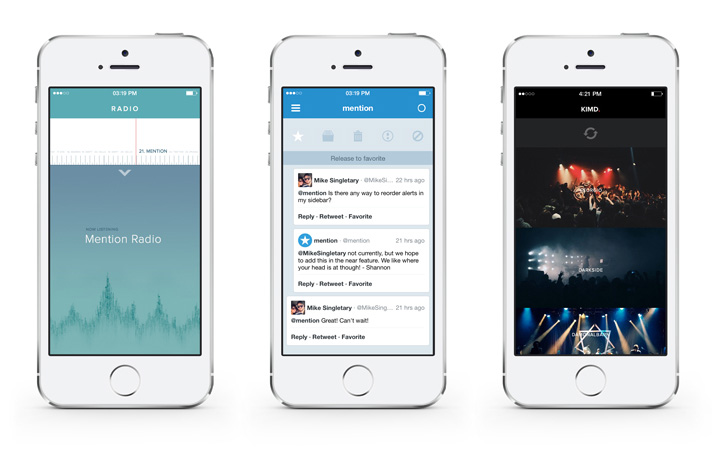 03:19 PM
RADIO
21. MENTION
NOW LISTENING
Mention Radio
03:19 PM
mention
Release to favorite
Mike Singletary · @MikeSi... 22 hrs ago
@mention Is there any way to reorder alerts in
my sidebar?
Reply · Retweet · Favorite
mention · @mention 21 hrs ago
@MikeSingletary not currently, but we hope
to add this in the near feature. We like where
your head is at though! - Shannon
Reply · Retweet · Favorite
Mike Singletary · @MikeSing... 21 hrs ago
@mention Great! Can't wait!
Reply · Retweet · Favorite
4:21 PM
KIMD.
DARKSIDE